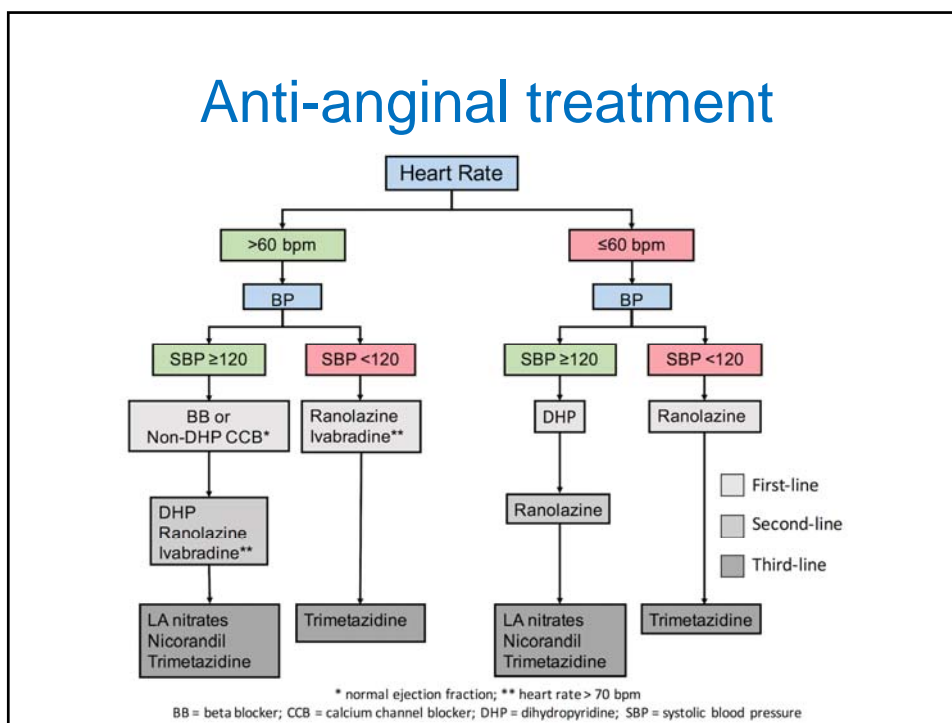 Anti-anginal treatment
Heart Rate
>60 bpm
≤60 bpm
BP
BP
SBP ≥120
SBP <120
SBP ≥120
SBP <120
BB or
Non-DHP CCB*
Ranolazine
Ivabradine**
DHP
Ranolazine
DHP
Ranolazine
Ivabradine**
Ranolazine
First-line
Second-line
Third-line
LA nitrates
Nicorandil
Trimetazidine
Trimetazidine
LA nitrates
Nicorandil
Trimetazidine
Trimetazidine
* normal ejection fraction; ** heart rate > 70 bpm
BB = beta blocker; CCB = calcium channel blocker; DHP = dihydropyridine; SBP = systolic blood pressure